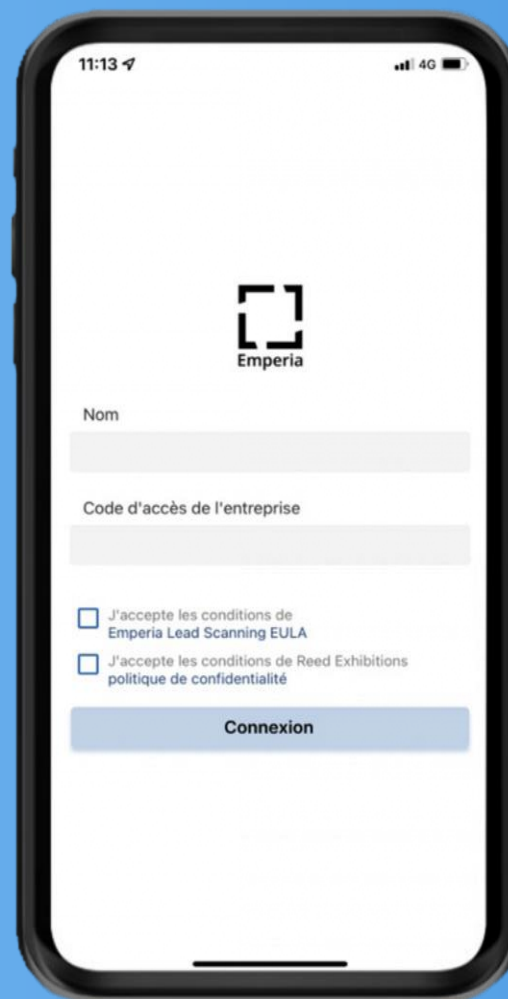 11:13
4G
Emperia
Nom
Code d'accès de l'entreprise
J'accepte les conditions de
Emperia Lead Scanning EULA
J'accepte les conditions de Reed Exhibitions
politique de confidentialité
Connexion